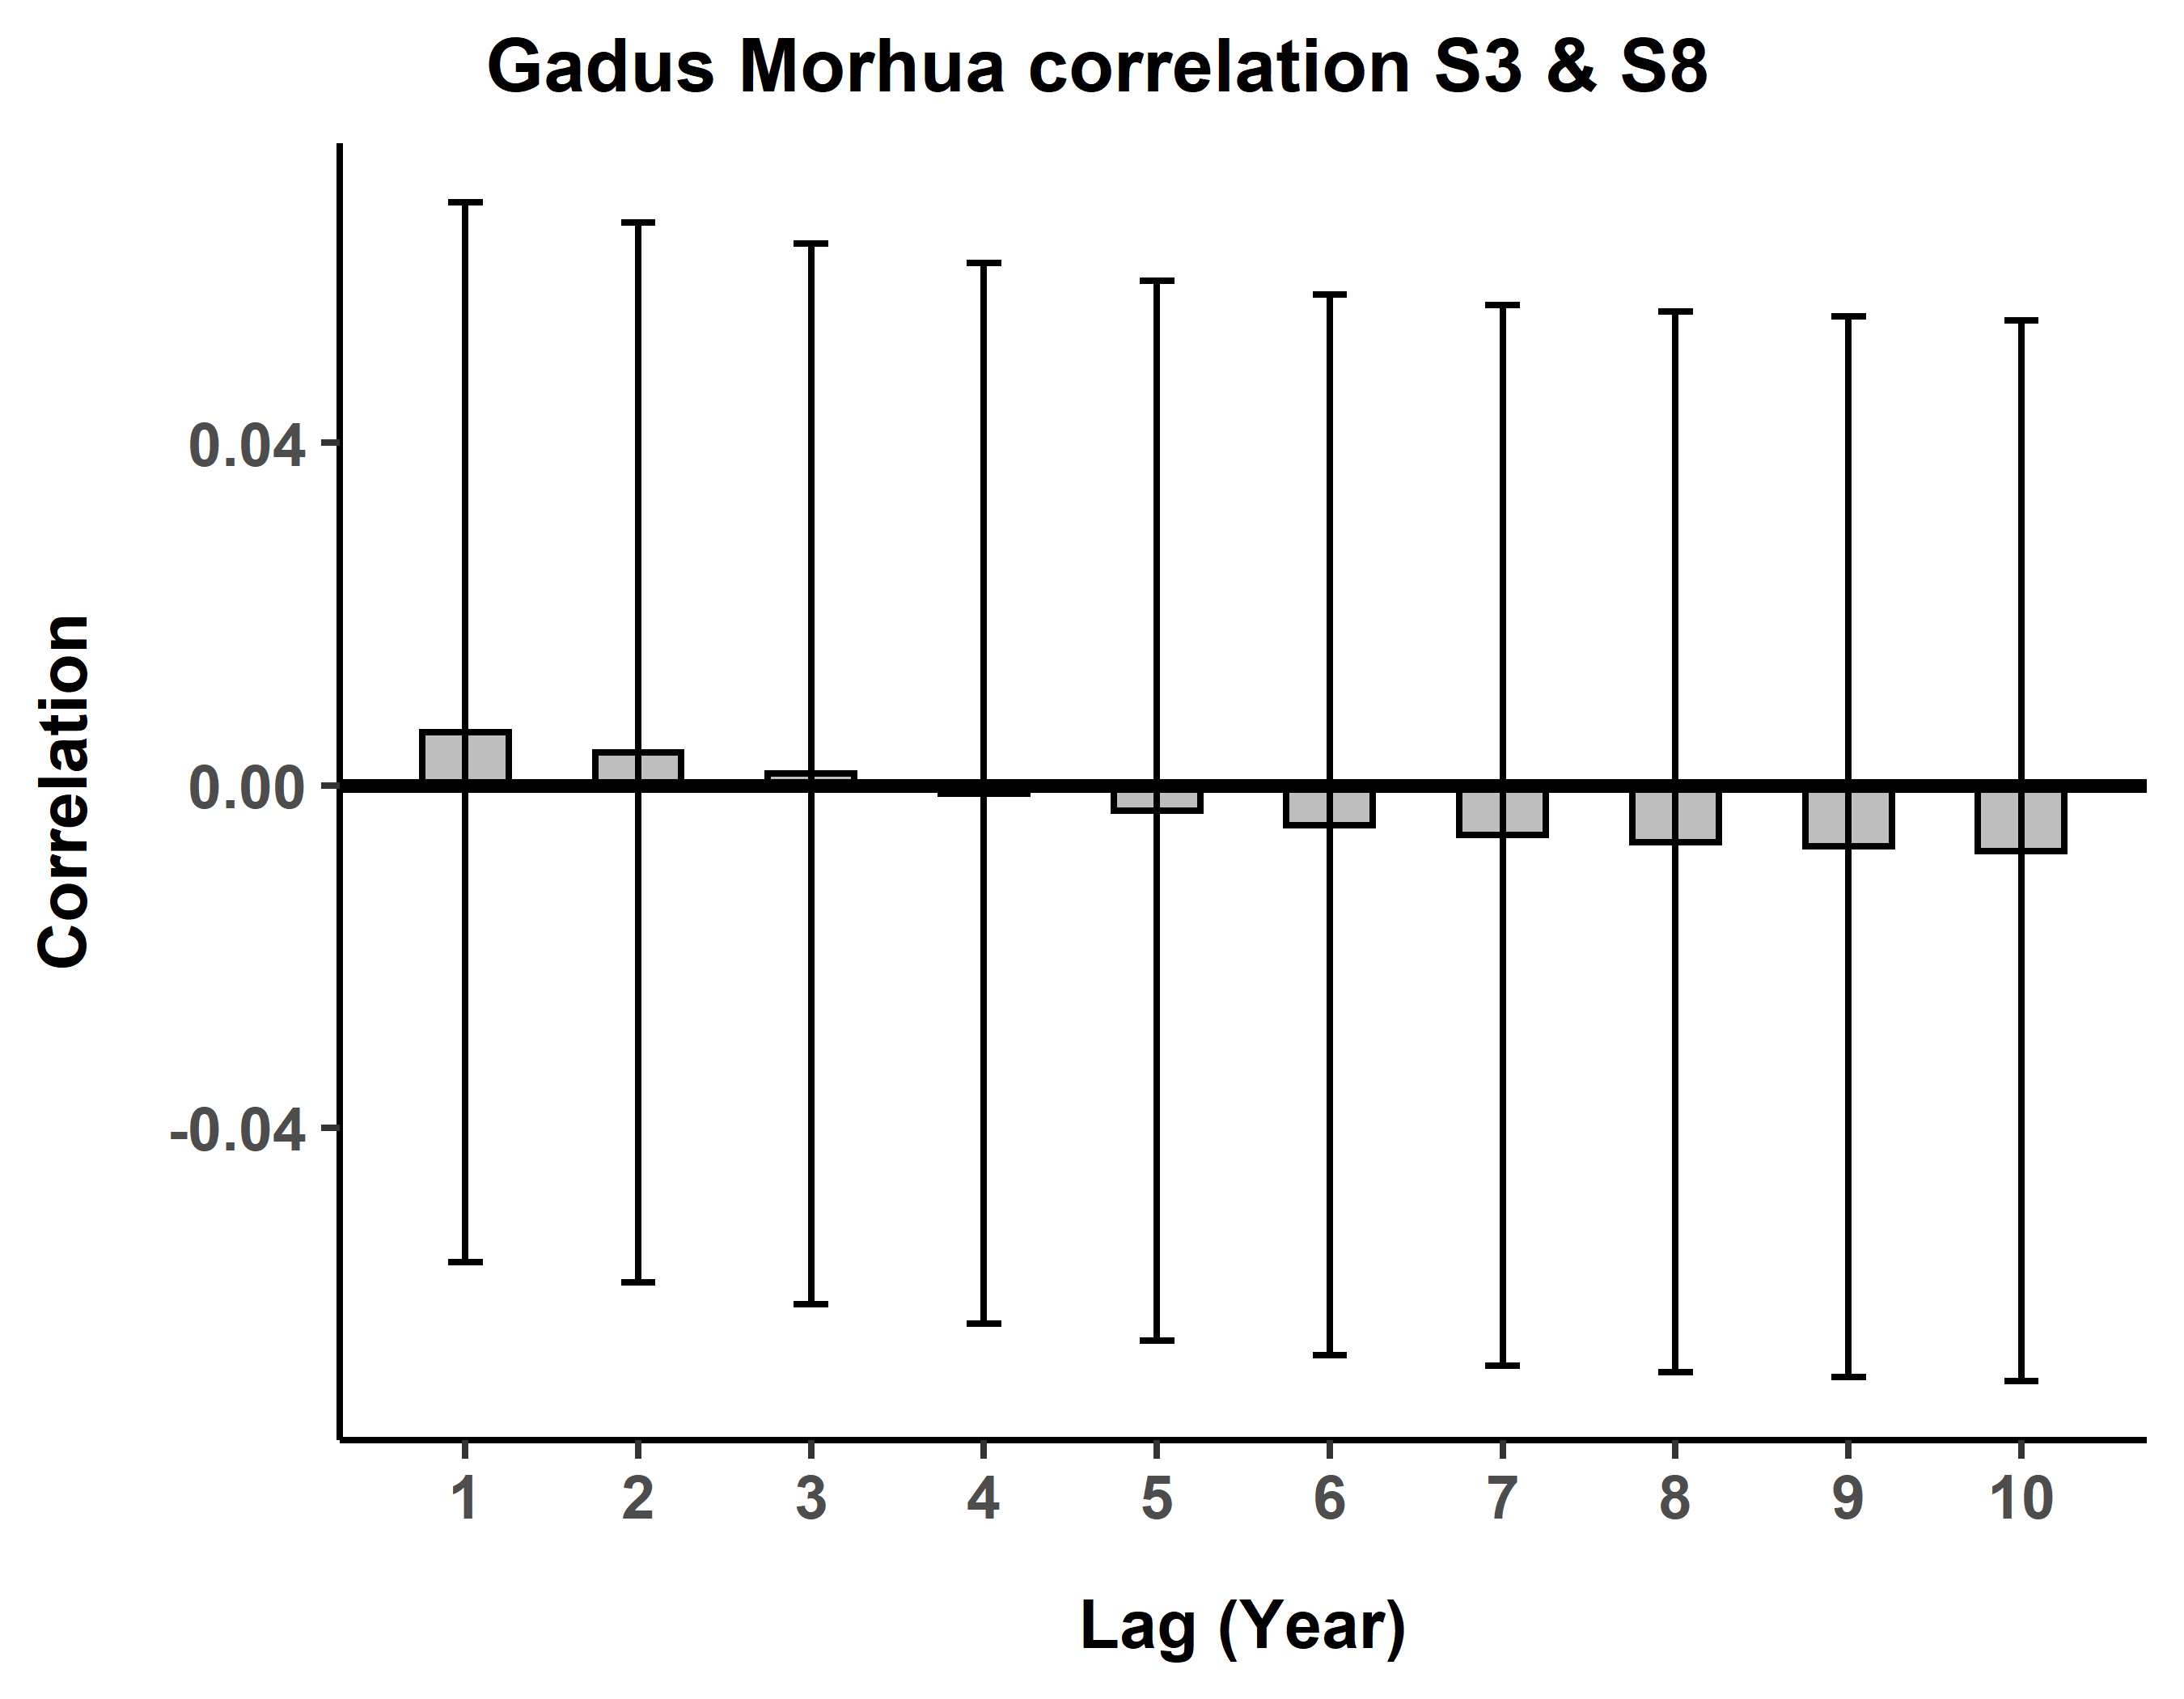 Gadus Morhua correlation S3 & S8
Correlation
0.04
0.00
-0.04
1 2 3 4 5 6 7 8 9 10
Lag (Year)